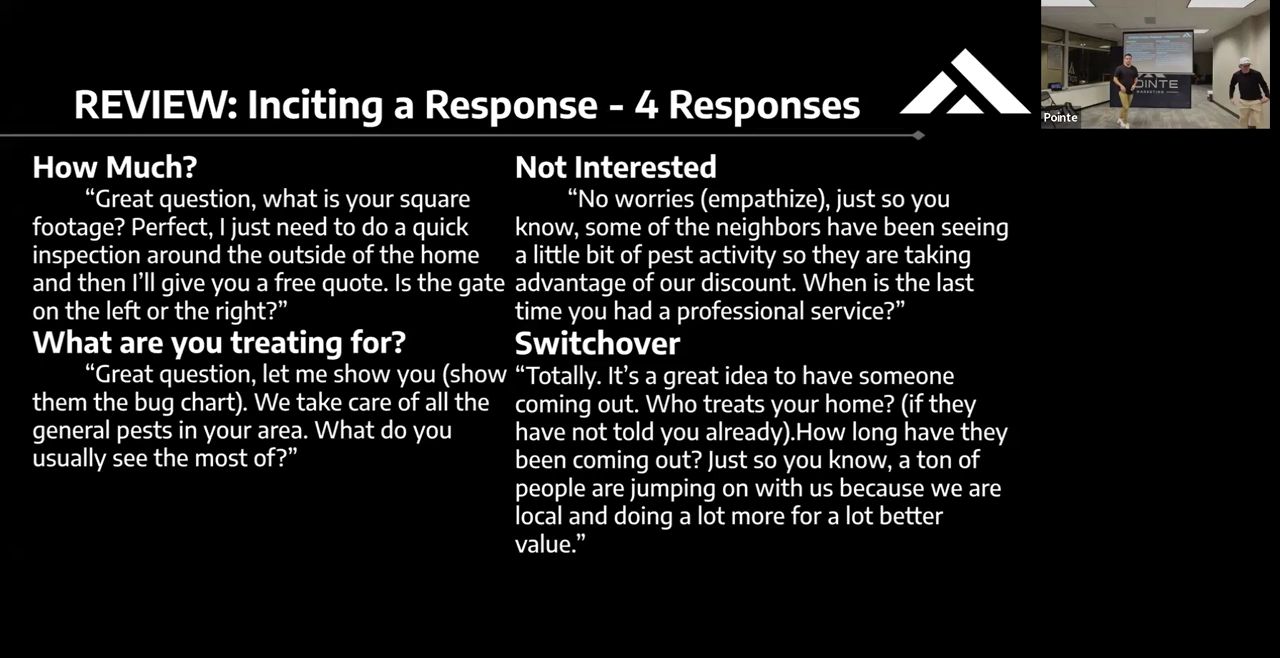 REVIEW: Inciting a Response - 4 Responses
How Much?
“Great question, what is your square
footage? Perfect, I just need to do a quick
inspection around the outside of the home
and then I’ll give you a free quote. Is the gate
on the left or the right?”
What are you treating for?
“Great question, let me show you (show
them the bug chart). We take care of all the
general pests in your area. What do you
usually see the most of?”
Not Interested
“No worries (empathize), just so you
know, some of the neighbors have been seeing
a little bit of pest activity so they are taking
advantage of our discount. When is the last
time you had a professional service?”
Switchover
“Totally. It’s a great idea to have someone
coming out. Who treats your home? (if they
have not told you already).How long have they
been coming out? Just so you know, a ton of
people are jumping on with us because we are
local and doing a lot more for a lot better
value.”
Pointe